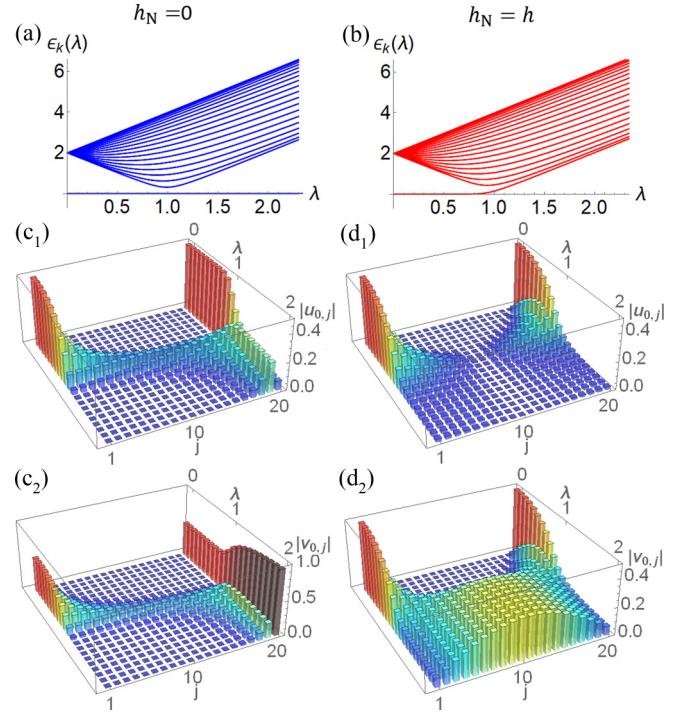 h_N = 0 h_N = h
(a) (b)
ϵ_k(λ) ϵ_k(λ)
6 6
4 4
2 2
0.5 1.0 1.5 2.0 λ 0.5 1.0 1.5 2.0 λ
(c₁) (d₁)
0 λ 1 2 0 λ 1 2
|u_{0,j}| |u_{0,j}|
0.4 0.4
0.2 0.2
0.0 0.0
1 10 20 1 10 20
j j
(c₂) (d₂)
0 λ 1 2 0 λ 1 2
|v_{0,j}| |v_{0,j}|
1.0 0.4
0.5 0.2
0.0 0.0
1 10 20 1 10 20
j j